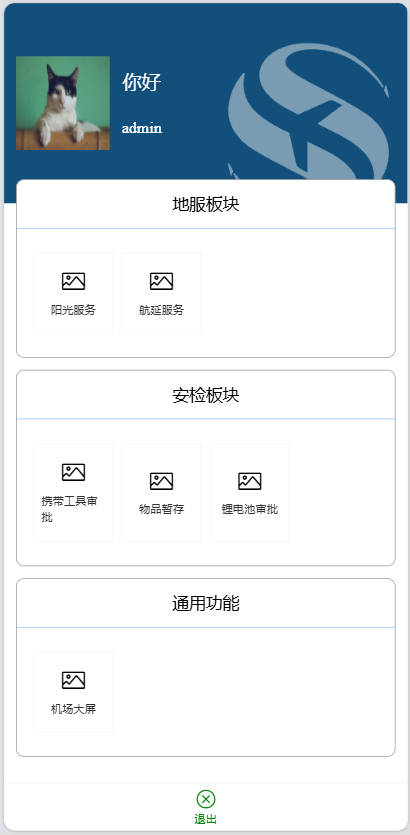 你好
admin
地服板块
阳光服务
航延服务
安检板块
携带工具审
批
物品暂存
锂电池审批
通用功能
机场大屏
退出